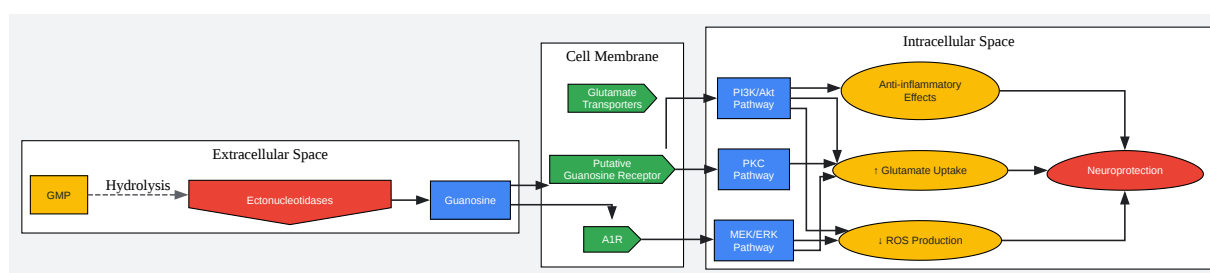 Extracellular Space
GMP
Hydrolysis
Ectonucleotidases
Guanosine
Cell Membrane
Glutamate
Transporters
Putative
Guanosine Receptor
A1R
Intracellular Space
PI3K/Akt
Pathway
PKC
Pathway
MEK/ERK
Pathway
Anti-inflammatory
Effects
↑ Glutamate Uptake
↓ ROS Production
Neuroprotection